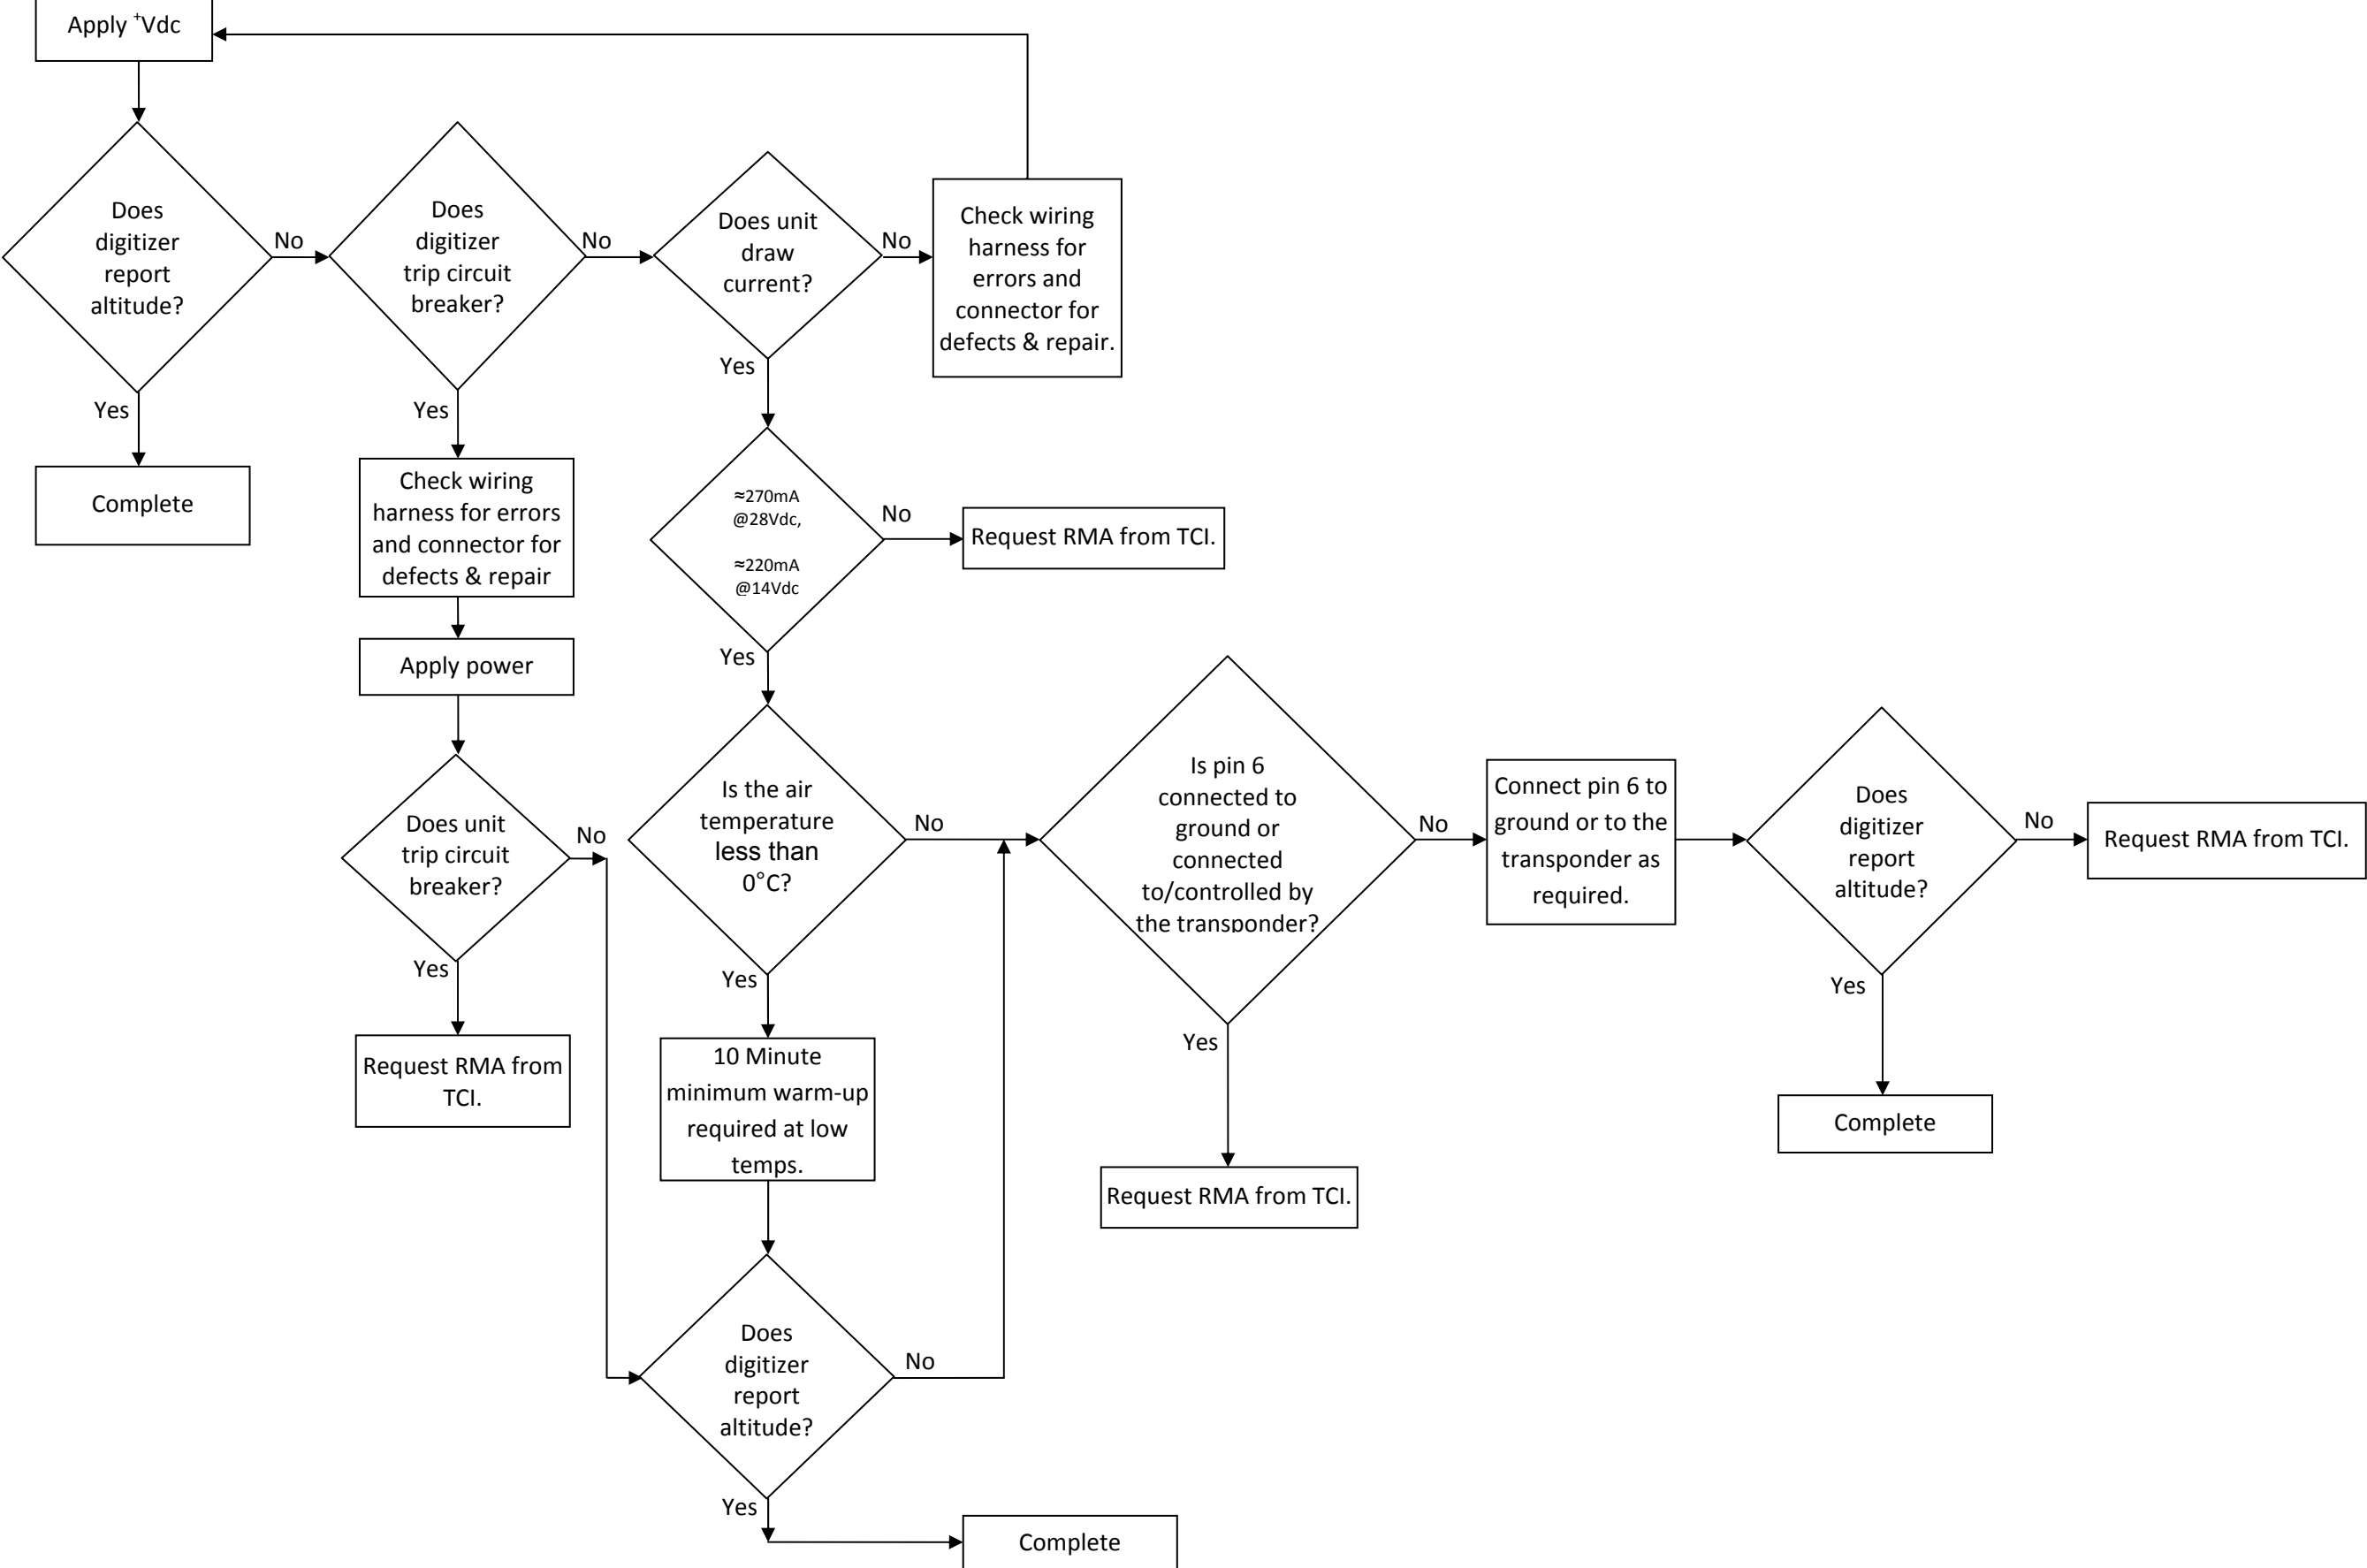 Apply +Vdc
Does
digitizer
report
altitude?
No
Yes
Complete
Does
digitizer
trip circuit
breaker?
No
Yes
Check wiring
harness for errors
and connector for
defects & repair
Apply power
Does unit
trip circuit
breaker?
No
Yes
Request RMA from
TCI.
Does unit
draw
current?
No
Yes
Check wiring
harness for
errors and
connector for
defects & repair.
≈270mA
@28Vdc,
≈220mA
@14Vdc
No
Request RMA from TCI.
Yes
Is the air
temperature
less than
0°C?
No
Yes
10 Minute
minimum warm-up
required at low
temps.
Does
digitizer
report
altitude?
No
Yes
Complete
Is pin 6
connected to
ground or
connected
to/controlled by
the transponder?
No
Yes
Request RMA from TCI.
Connect pin 6 to
ground or to the
transponder as
required.
Does
digitizer
report
altitude?
No
Request RMA from TCI.
Yes
Complete